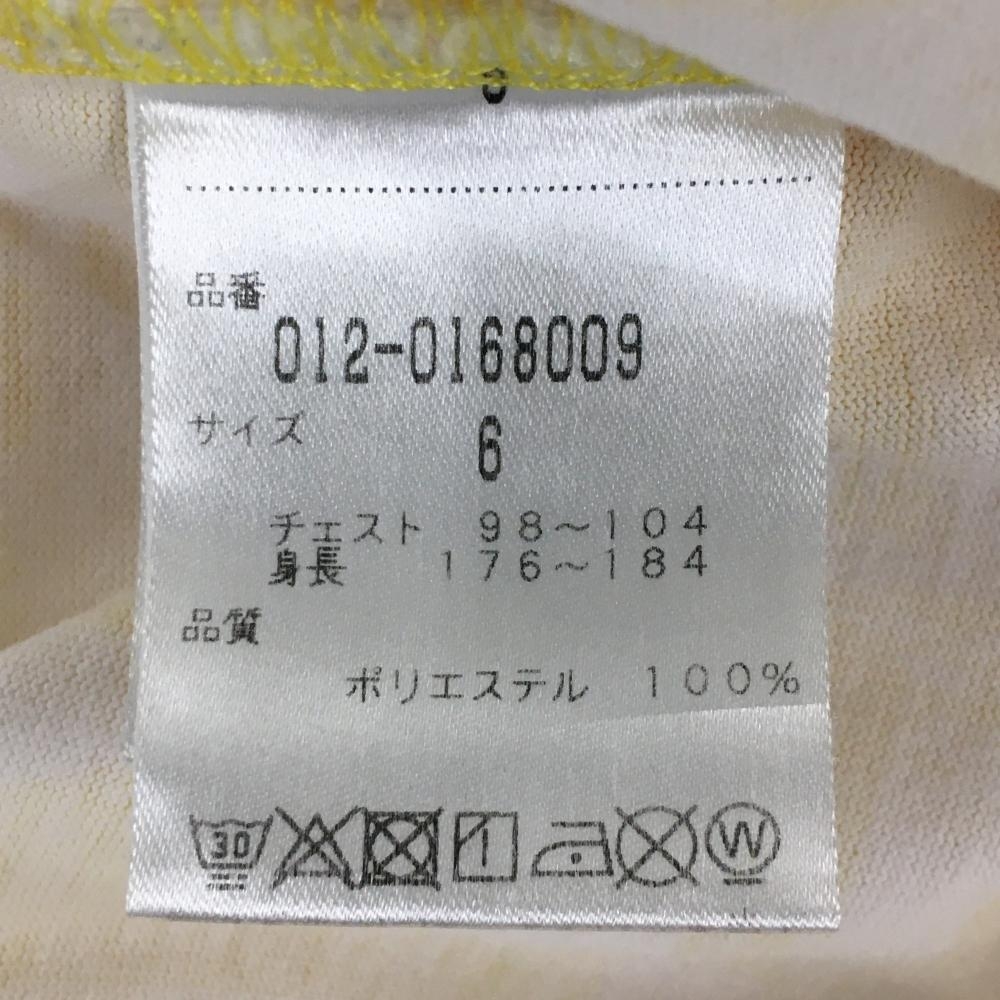 品番
012-0168009
サイズ
6
チェスト 98~104
身長 176~184
品質
ポリエステル 100%
30
W